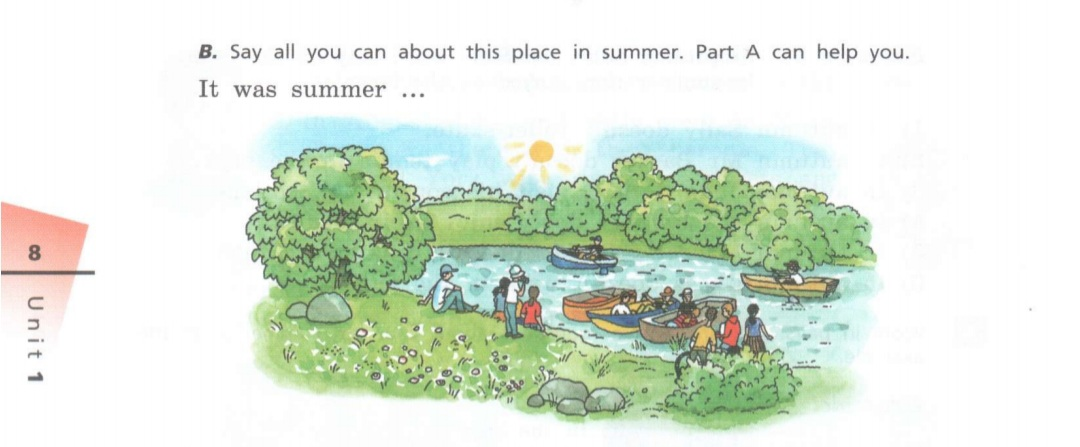 B. Say all you can about this place in summer. Part A can help you.
It was summer ...
8
Unit 1